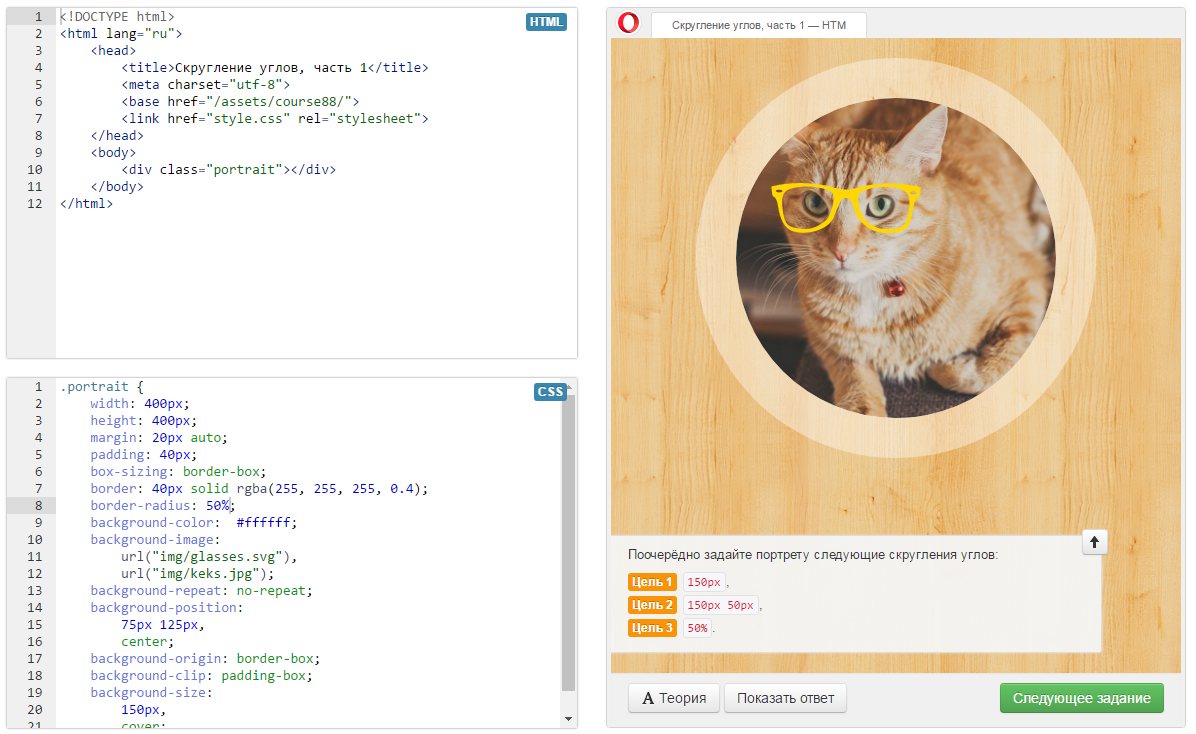 HTML
1 <!DOCTYPE html>
2 <html lang="ru">
3 <head>
4 <title>Скругление углов, часть 1</title>
5 <meta charset="utf-8">
6 <base href="/assets/course88/">
7 <link href="style.css" rel="stylesheet">
8 </head>
9 <body>
10 <div class="portrait"></div>
11 </body>
12 </html>
CSS
1 .portrait {
2 width: 400px;
3 height: 400px;
4 margin: 20px auto;
5 padding: 40px;
6 box-sizing: border-box;
7 border: 40px solid rgba(255, 255, 255, 0.4);
8 border-radius: 50%;
9 background-color:  #ffffff;
10 background-image:
11 url("img/glasses.svg"),
12 url("img/keks.jpg");
13 background-repeat: no-repeat;
14 background-position:
15 75px 125px,
16 center;
17 background-origin: border-box;
18 background-clip: padding-box;
19 background-size:
20 150px,
21 cover;
Скругление углов, часть 1 — HTM
Поочерёдно задайте портрету следующие скругления углов:
Цель 1 150px,
Цель 2 150px 50px,
Цель 3 50%.
A Теория
Показать ответ
Следующее задание